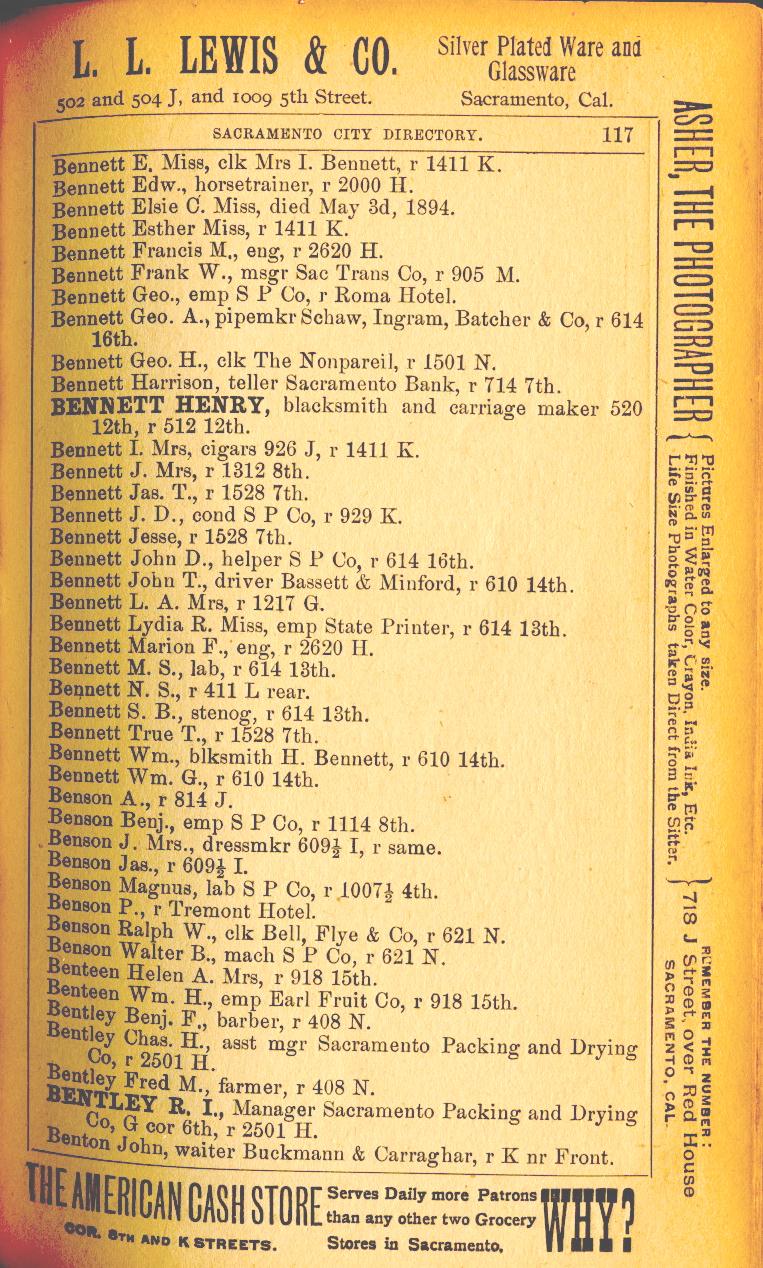 L. L. LEWIS & CO.
502 and 504 J, and 1009 5th Street.
Silver Plated Ware and
Glassware
Sacramento, Cal.
SACRAMENTO CITY DIRECTORY. 117
Bennett E. Miss, clk Mrs I. Bennett, r 1411 K.
Bennett Edw., horsetrainer, r 2000 H.
Bennett Elsie C. Miss, died May 3d, 1894.
Bennett Esther Miss, r 1411 K.
Bennett Francis M., eng, r 2620 H.
Bennett Frank W., msgr Sac Trans Co, r 905 M.
Bennett Geo., emp S P Co, r Roma Hotel.
Bennett Geo. A., pipemkr Schaw, Ingram, Batcher & Co, r 614
16th.
Bennett Geo. H., clk The Nonpareil, r 1501 N.
Bennett Harrison, teller Sacramento Bank, r 714 7th.
BENNETT HENRY, blacksmith and carriage maker 520
12th, r 512 12th.
Bennett I. Mrs, cigars 926 J, r 1411 K.
Bennett J. Mrs, r 1312 8th.
Bennett Jas. T., r 1528 7th.
Bennett J. D., cond S P Co, r 929 K.
Bennett Jesse, r 1528 7th.
Bennett John D., helper S P Co, r 614 16th.
Bennett John T., driver Bassett & Minford, r 610 14th.
Bennett L. A. Mrs, r 1217 G.
Bennett Lydia R. Miss, emp State Printer, r 614 13th.
Bennett Marion F., eng, r 2620 H.
Bennett M. S., lab, r 614 13th.
Bennett N. S., r 411 L rear.
Bennett S. B., stenog, r 614 13th.
Bennett True T., r 1528 7th.
Bennett Wm., blksmith H. Bennett, r 610 14th.
Bennett Wm. G., r 610 14th.
Benson A., r 814 J.
Benson Benj., emp S P Co, r 1114 8th.
Benson J. Mrs., dressmkr 609½ I, r same.
Benson Jas., r 609½ I.
Benson Magnus, lab S P Co, r 1007½ 4th.
Benson P., r Tremont Hotel.
Benson Ralph W., clk Bell, Flye & Co, r 621 N.
Benson Walter B., mach S P Co, r 621 N.
Benteen Helen A. Mrs, r 918 15th.
Benteen Wm. H., emp Earl Fruit Co, r 918 15th.
Bentley Benj. F., barber, r 408 N.
Bentley Chas. H., asst mgr Sacramento Packing and Drying
Co, r 2501 H.
Bentley Fred M., farmer, r 408 N.
BENTLEY R. I., Manager Sacramento Packing and Drying
Co, G cor 6th, r 2501 H.
Benton John, waiter Buckmann & Carraghar, r K nr Front.
ASHER, THE PHOTOGRAPHER
Pictures Enlarged to any size.
Finished in Water Color, Crayon, India Ink, Etc.
Life Size Photographs taken Direct from the Sitter.
REMEMBER THE NUMBER:
718 J Street, over Red House
SACRAMENTO, CAL.
THE AMERICAN CASH STORE
COR. 8TH AND K STREETS.
Serves Daily more Patrons
than any other two Grocery
Stores in Sacramento.
WHY?